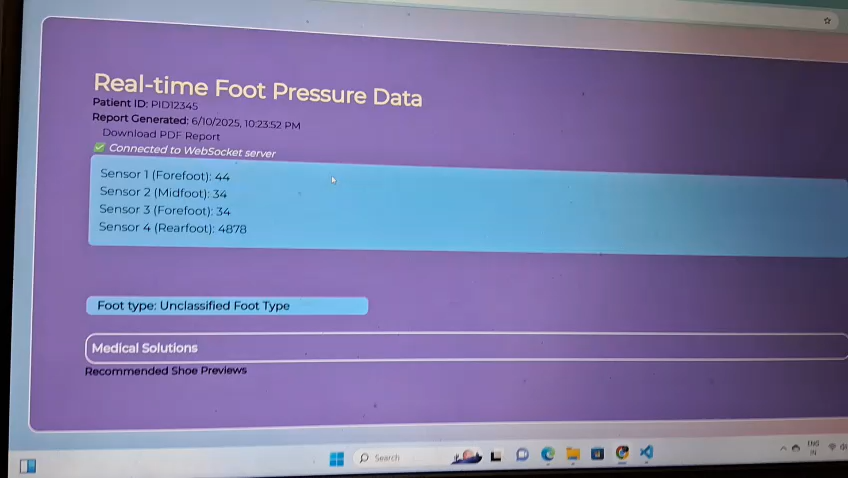 Real-time Foot Pressure Data
Patient ID: PID12345
Report Generated: 6/10/2025, 10:23:52 PM
Download PDF Report
Connected to WebSocket server
Sensor 1 (Forefoot): 44
Sensor 2 (Midfoot): 34
Sensor 3 (Forefoot): 34
Sensor 4 (Rearfoot): 4878
Foot type: Unclassified Foot Type
Medical Solutions
Recommended Shoe Previews
Search
ENG
IN